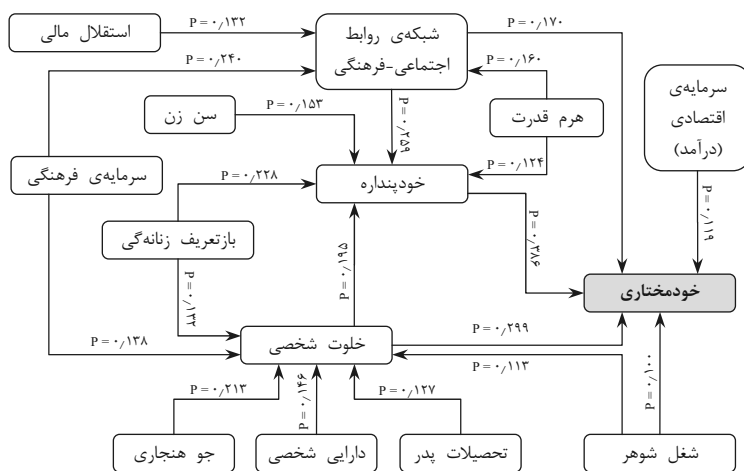 استقلال مالی
P = ۰٫۱۳۲
شبکه‌ی روابط
اجتماعی-فرهنگی
P = ۰٫۱۷۰
P = ۰٫۲۴۰
P = ۰٫۱۶۰
سرمایه‌ی
اقتصادی
(درآمد)
سن زن
P = ۰٫۱۵۳
P = ۰٫۲۵۹
هرم قدرت
P = ۰٫۱۲۴
سرمایه‌ی فرهنگی
P = ۰٫۲۲۸
خودپنداره
P = ۰٫۱۱۹
بازتعریف زنانه‌گی
P = ۰٫۱۹۵
P = ۰٫۳۸۶
P = ۰٫۱۳۲
خودمختاری
P = ۰٫۱۳۸
خلوت شخصی
P = ۰٫۲۹۹
P = ۰٫۱۱۳
P = ۰٫۱۰۰
P = ۰٫۲۱۳
P = ۰٫۱۴۶
P = ۰٫۱۲۷
جو هنجاری
دارایی شخصی
تحصیلات پدر
شغل شوهر